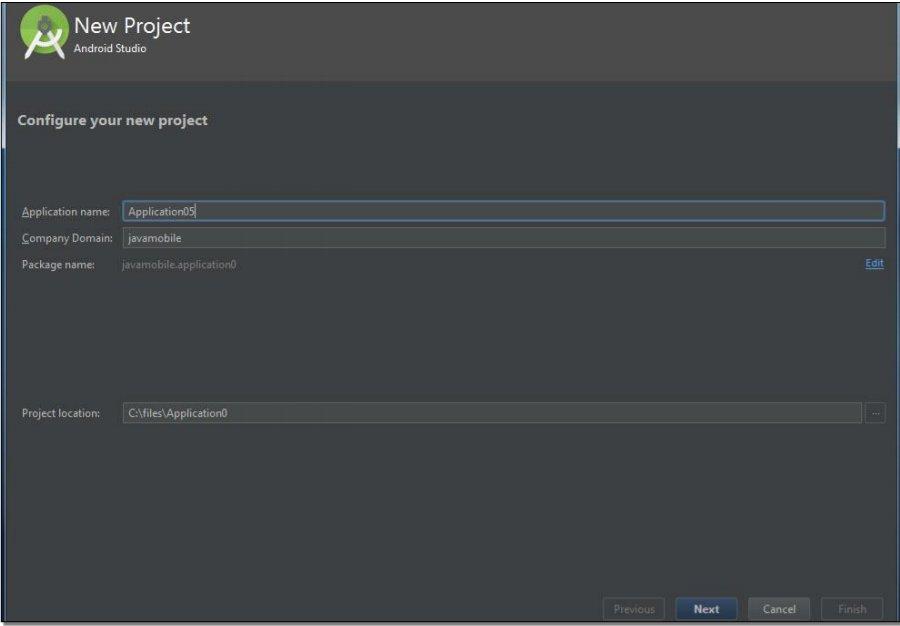 New Project
Android Studio
Configure your new project
Application name: Application05
Company Domain: javamobile
Package name: javamobile.application0 Edit
Project location: C:\files\Application0 ...
Previous Next Cancel Finish